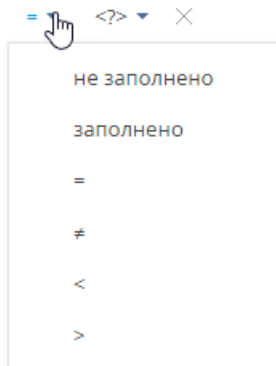 = <?>
не заполнено
заполнено
=
≠
<
>